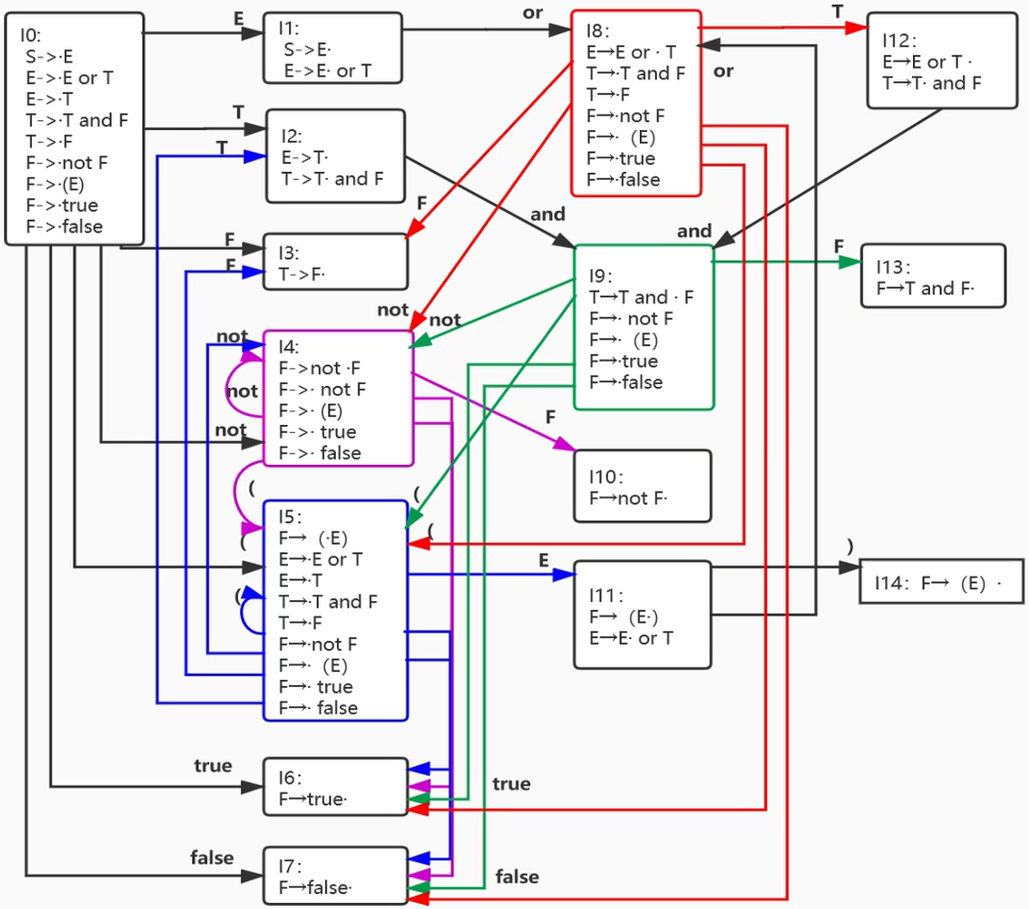 I0:
S->·E
E->·E or T
E->·T
T->·T and F
T->·F
F->·not F
F->·(E)
F->·true
F->·false
E
I1:
S->E·
E->E· or T
or
I8:
E→E or · T
T→·T and F
T→·F
F→·not F
F→· (E)
F→·true
F→·false
T
I12:
E→E or T ·
T→T· and F
or
T
T
I2:
E->T·
T->T· and F
and
and
F
F
F
I3:
T->F·
I9:
T→T and · F
F→· not F
F→· (E)
F→·true
F→·false
F
I13:
F→T and F·
not
not
not
not
not
I4:
F->not ·F
F->· not F
F->· (E)
F->· true
F->· false
F
I10:
F→not F·
(
(
(
(
(
I5:
F→ (·E)
E→·E or T
E→·T
T→·T and F
T→·F
F→·not F
F→· (E)
F→· true
F→· false
E
I11:
F→ (E·)
E→E· or T
)
I14: F→ (E) ·
true
I6:
F→true·
true
false
I7:
F→false·
false